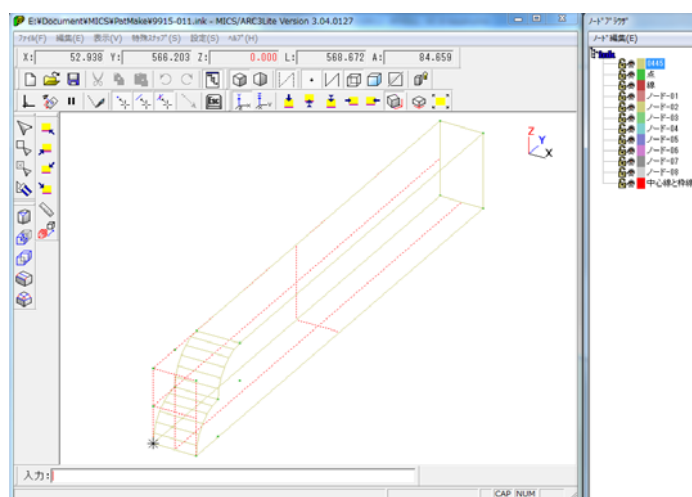 E:¥Document¥MICS¥PatMake¥9915-011.ink - MICS/ARC3Lite Version 3.04.0127
ﾌｧｲﾙ(F) 編集(E) 表示(V) 特殊ｽﾅｯﾌﾟ(S) 設定(S) ﾍﾙﾌﾟ(H)
X: 52.938 Y: 566.203 Z: 0.000 L: 568.672 A: 84.659
Esc
Z
Y
X
入力:
CAP NUM
ﾉｰﾄﾞﾌﾞﾗｳｻﾞ
ﾉｰﾄﾞ編集(E)
0445
点
線
ノード-01
ノード-02
ノード-03
ノード-04
ノード-05
ノード-06
ノード-07
ノード-08
中心線と枠線